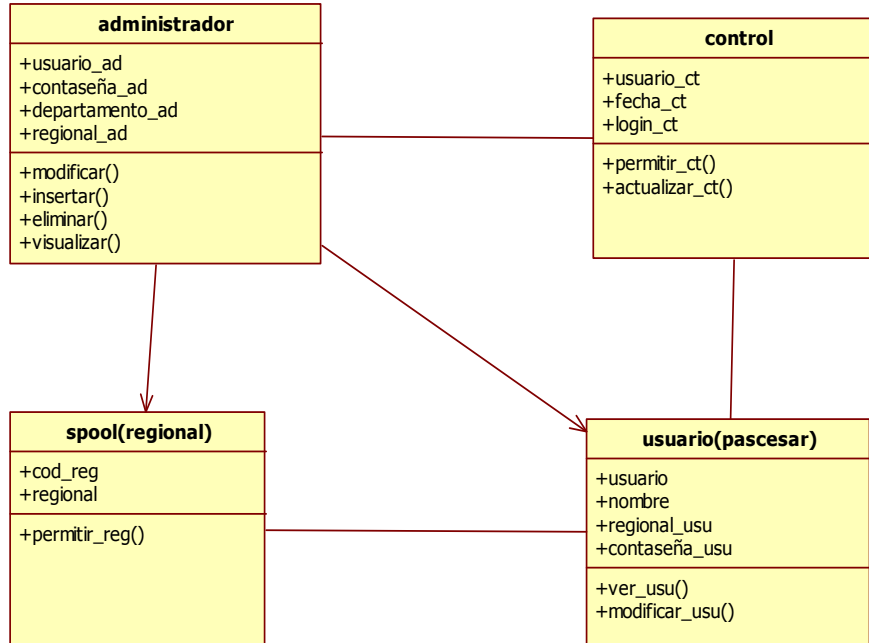 administrador
+usuario_ad
+contaseña_ad
+departamento_ad
+regional_ad
+modificar()
+insertar()
+eliminar()
+visualizar()
control
+usuario_ct
+fecha_ct
+login_ct
+permitir_ct()
+actualizar_ct()
spool(regional)
+cod_reg
+regional
+permitir_reg()
usuario(pascesar)
+usuario
+nombre
+regional_usu
+contaseña_usu
+ver_usu()
+modificar_usu()